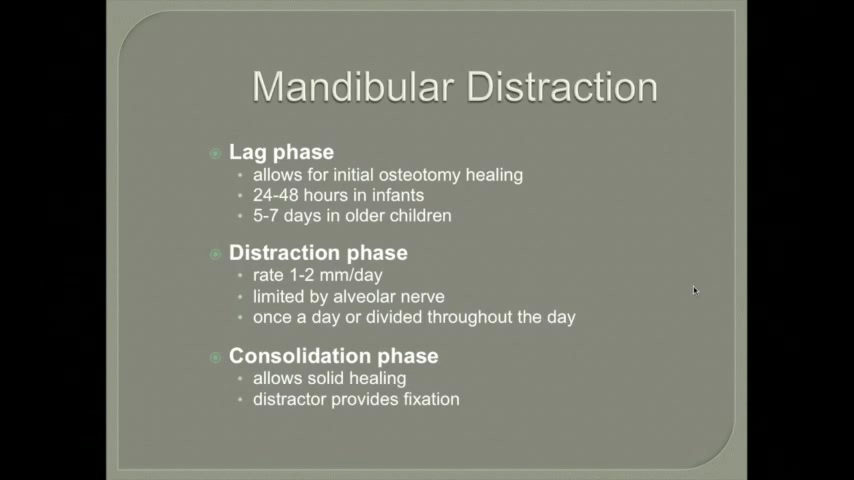 Mandibular Distraction
Lag phase
allows for initial osteotomy healing
24-48 hours in infants
5-7 days in older children
Distraction phase
rate 1-2 mm/day
limited by alveolar nerve
once a day or divided throughout the day
Consolidation phase
allows solid healing
distractor provides fixation